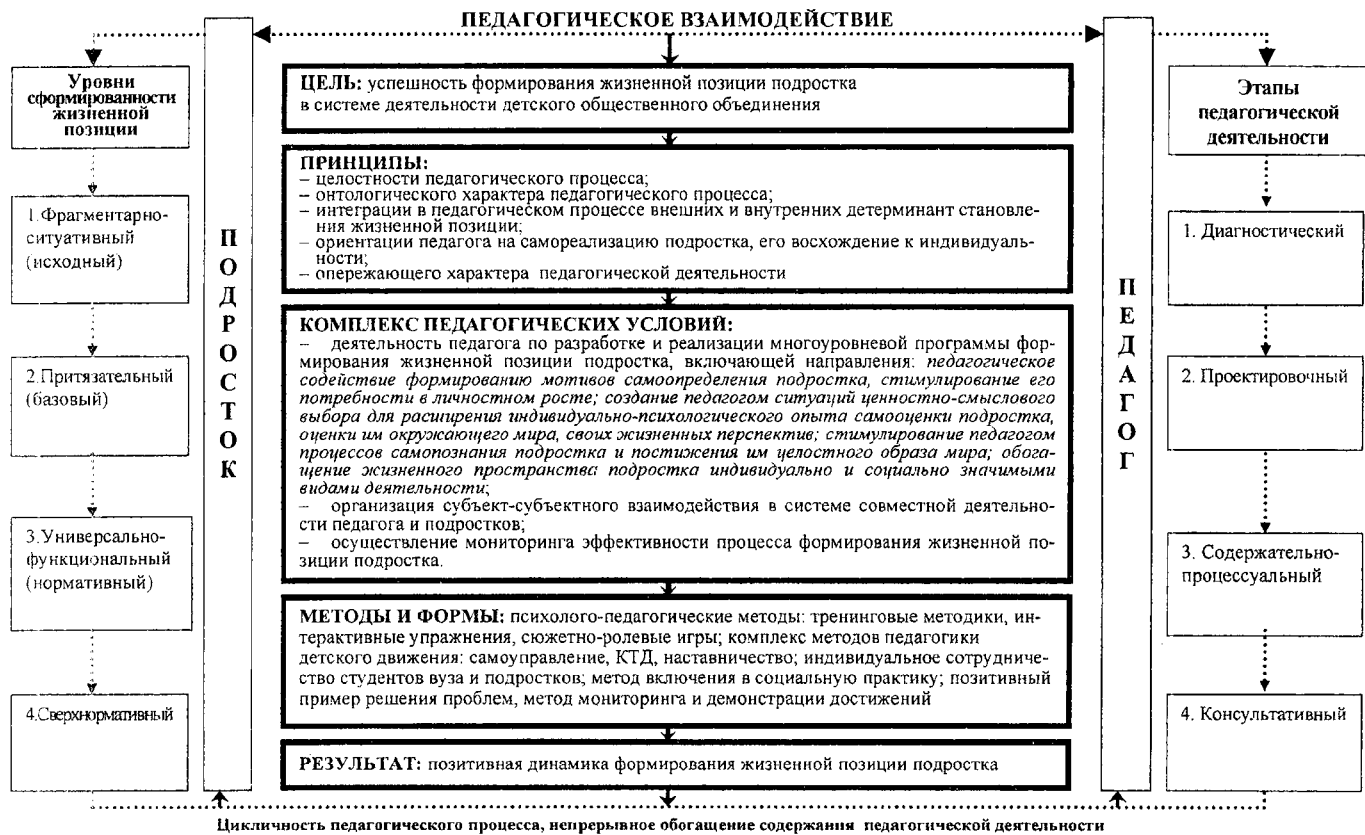 ПЕДАГОГИЧЕСКОЕ ВЗАИМОДЕЙСТВИЕ
Уровни
сформированности
жизненной
позиции
1.Фрагментарно-
ситуативный
(исходный)
2.Притязательный
(базовый)
3.Универсально-
функциональный
(нормативный)
4.Сверхнормативный
ПОДРОСТОК
ЦЕЛЬ: успешность формирования жизненной позиции подростка
в системе деятельности детского общественного объединения
ПРИНЦИПЫ:
– целостности педагогического процесса;
– онтологического характера педагогического процесса;
– интеграции в педагогическом процессе внешних и внутренних детерминант становле-
ния жизненной позиции;
– ориентации педагога на самореализацию подростка, его восхождение к индивидуаль-
ности;
– опережающего характера педагогической деятельности
КОМПЛЕКС ПЕДАГОГИЧЕСКИХ УСЛОВИЙ:
– деятельность педагога по разработке и реализации многоуровневой программы фор-
мирования жизненной позиции подростка, включающей направления: педагогическое
содействие формированию мотивов самоопределения подростка, стимулирование его
потребности в личностном росте; создание педагогом ситуаций ценностно-смыслового
выбора для расширения индивидуально-психологического опыта самооценки подростка,
оценки им окружающего мира, своих жизненных перспектив; стимулирование педагогом
процессов самопознания подростка и постижения им целостного образа мира; обога-
щение жизненного пространства подростка индивидуально и социально значимыми
видами деятельности;
– организация субъект-субъектного взаимодействия в системе совместной деятельно-
сти педагога и подростков;
– осуществление мониторинга эффективности процесса формирования жизненной по-
зиции подростка.
МЕТОДЫ И ФОРМЫ: психолого-педагогические методы: тренинговые методики, ин-
терактивные упражнения, сюжетно-ролевые игры; комплекс методов педагогики
детского движения: самоуправление, КТД, наставничество; индивидуальное сотрудниче-
ство студентов вуза и подростков; метод включения в социальную практику; позитивный
пример решения проблем, метод мониторинга и демонстрации достижений
РЕЗУЛЬТАТ: позитивная динамика формирования жизненной позиции подростка
ПЕДАГОГ
Этапы
педагогической
деятельности
1. Диагностический
2. Проектировочный
3. Содержательно-
процессуальный
4. Консультативный
Цикличность педагогического процесса, непрерывное обогащение содержания педагогической деятельности